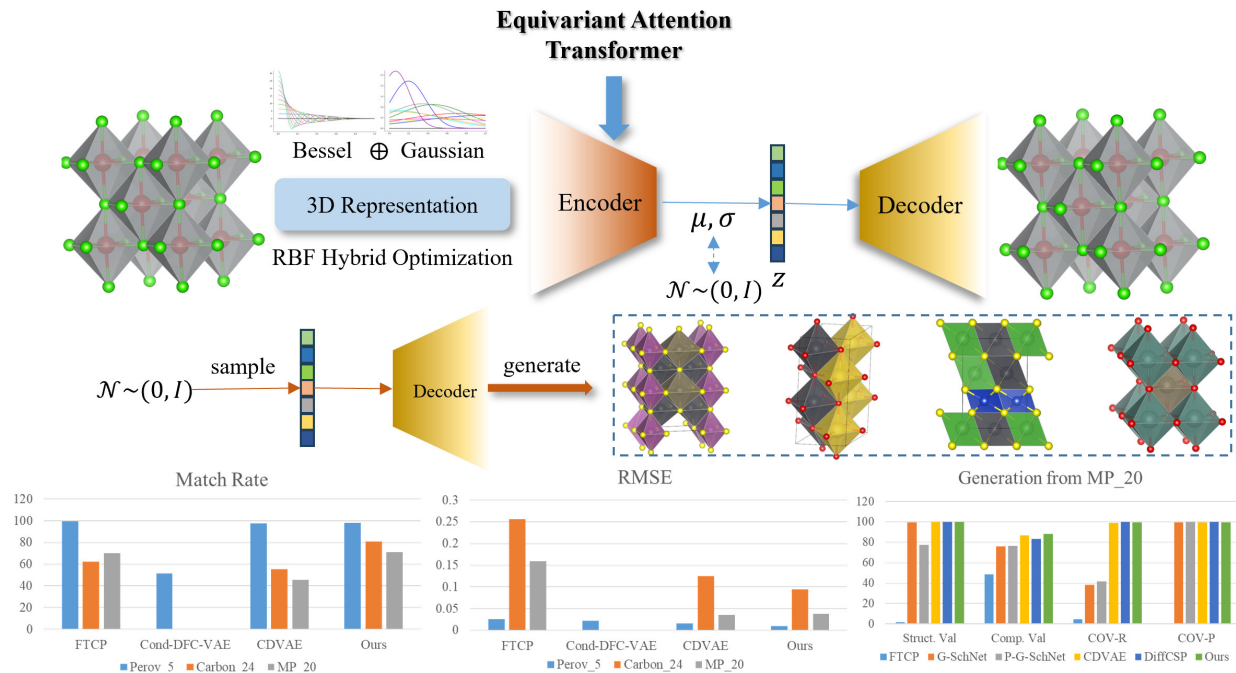 Equivariant Attention
Transformer
Bessel ⊕ Gaussian
3D Representation
RBF Hybrid Optimization
Encoder
μ, σ
𝒩~(0, I)
z
Decoder
𝒩~(0, I)
sample
Decoder
generate
Match Rate
120
100
80
60
40
20
0
FTCP Cond-DFC-VAE CDVAE Ours
Perov_5 Carbon_24 MP_20
RMSE
0.3
0.25
0.2
0.15
0.1
0.05
0
FTCP Cond-DFC-VAE CDVAE Ours
Perov_5 Carbon_24 MP_20
Generation from MP_20
120
100
80
60
40
20
0
Struct. Val Comp. Val COV-R COV-P
FTCP G-SchNet P-G-SchNet CDVAE DiffCSP Ours